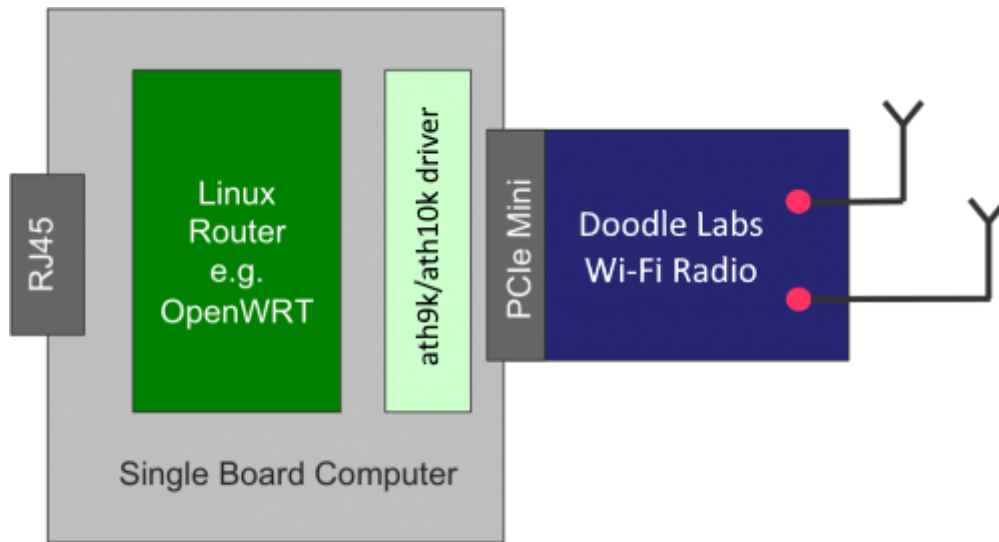 RJ45
Linux
Router
e.g.
OpenWRT
ath9k/ath10k driver
PCIe Mini
Doodle Labs
Wi-Fi Radio
Single Board Computer